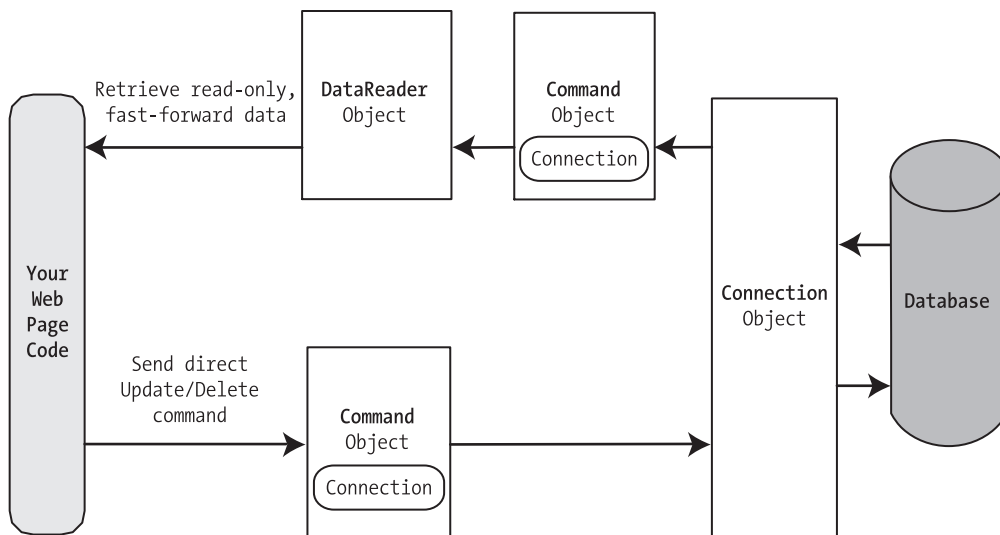 Retrieve read-only,
fast-forward data
DataReader
Object
Command
Object
Connection
Your
Web
Page
Code
Connection
Object
Database
Send direct
Update/Delete
command
Command
Object
Connection